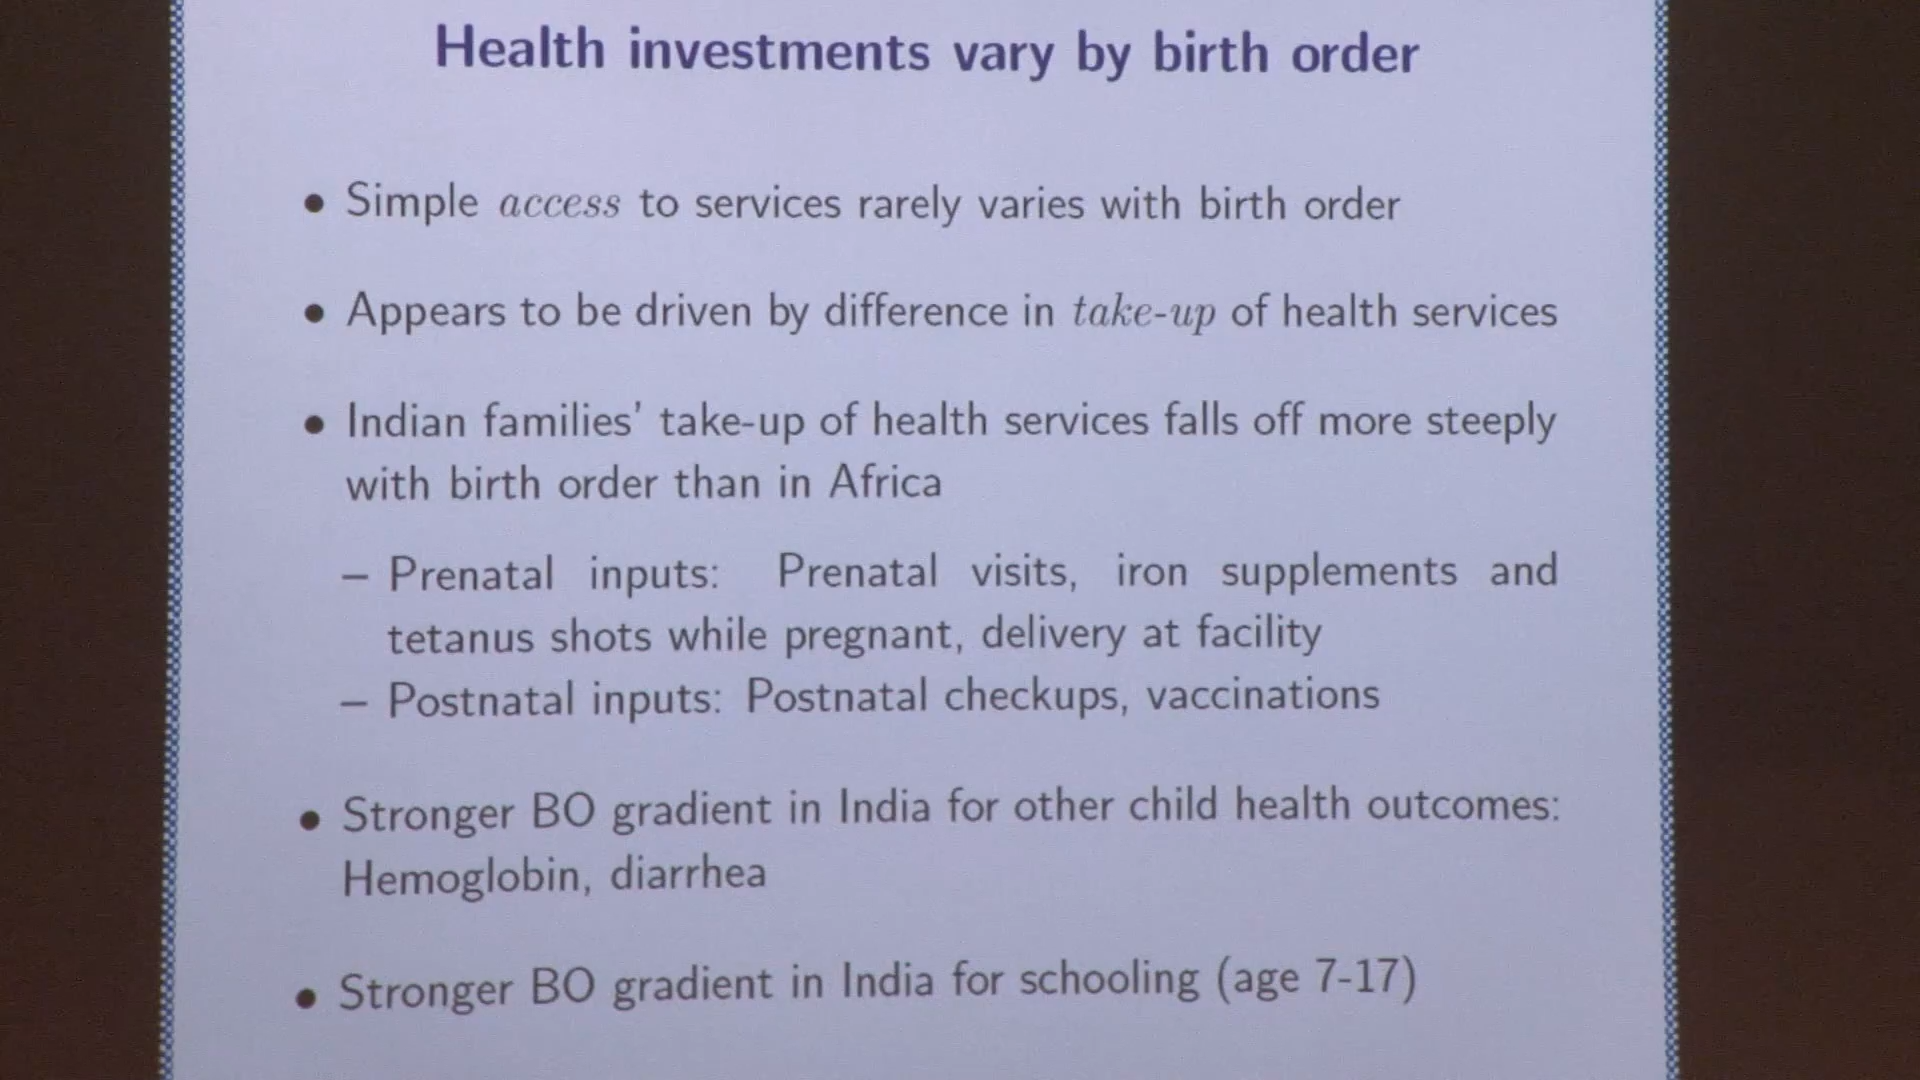 Health investments vary by birth order
• Simple access to services rarely varies with birth order
• Appears to be driven by difference in take-up of health services
• Indian families' take-up of health services falls off more steeply
with birth order than in Africa
– Prenatal inputs: Prenatal visits, iron supplements and
tetanus shots while pregnant, delivery at facility
– Postnatal inputs: Postnatal checkups, vaccinations
• Stronger BO gradient in India for other child health outcomes:
Hemoglobin, diarrhea
• Stronger BO gradient in India for schooling (age 7-17)